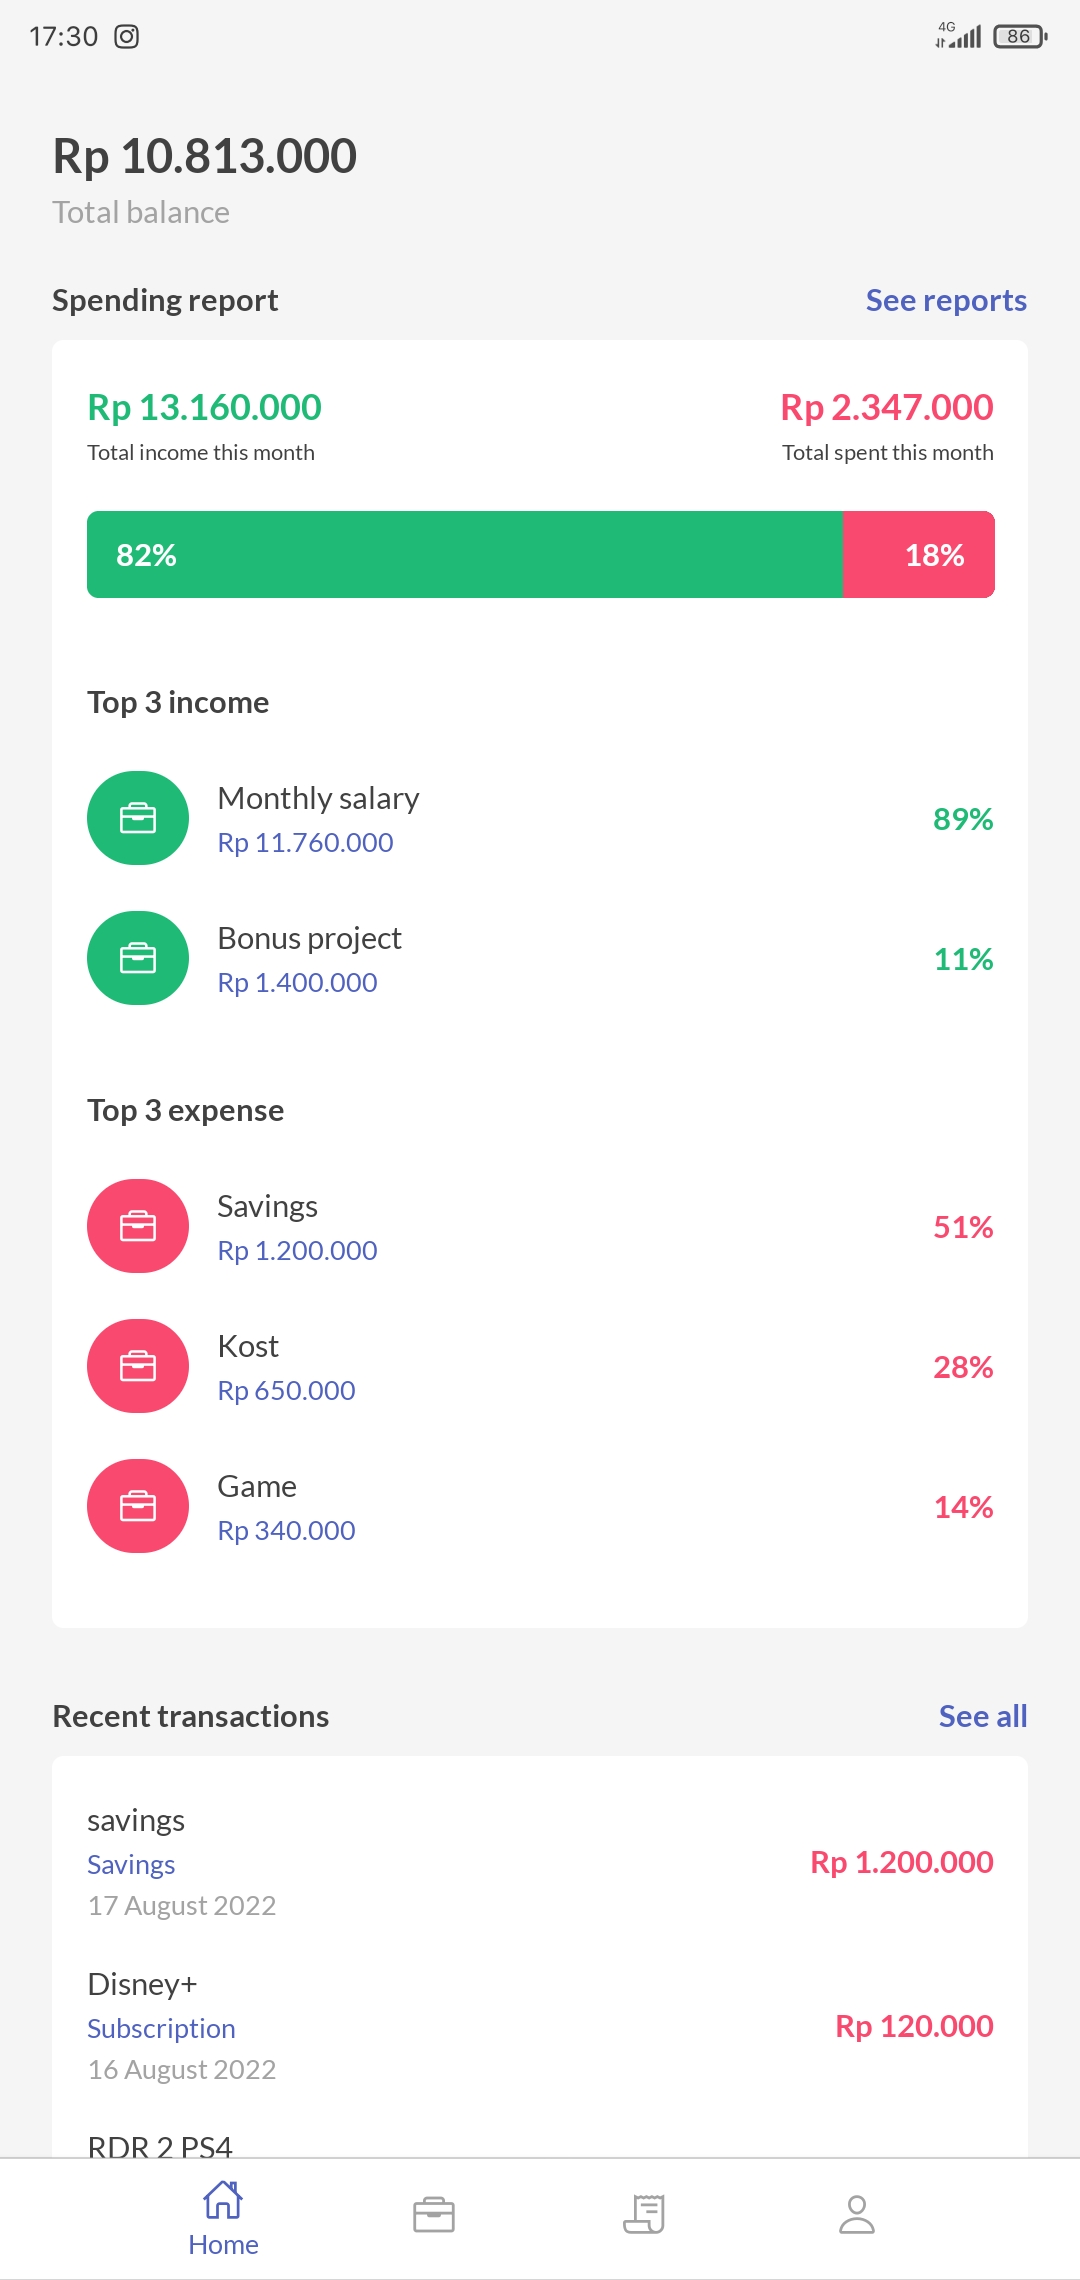 17:30
4G 86
Rp 10.813.000
Total balance
Spending report See reports
Rp 13.160.000 Rp 2.347.000
Total income this month Total spent this month
82% 18%
Top 3 income
Monthly salary
Rp 11.760.000
89%
Bonus project
Rp 1.400.000
11%
Top 3 expense
Savings
Rp 1.200.000
51%
Kost
Rp 650.000
28%
Game
Rp 340.000
14%
Recent transactions See all
savings
Savings
Rp 1.200.000
17 August 2022
Disney+
Subscription
Rp 120.000
16 August 2022
RDR 2 PS4
Home